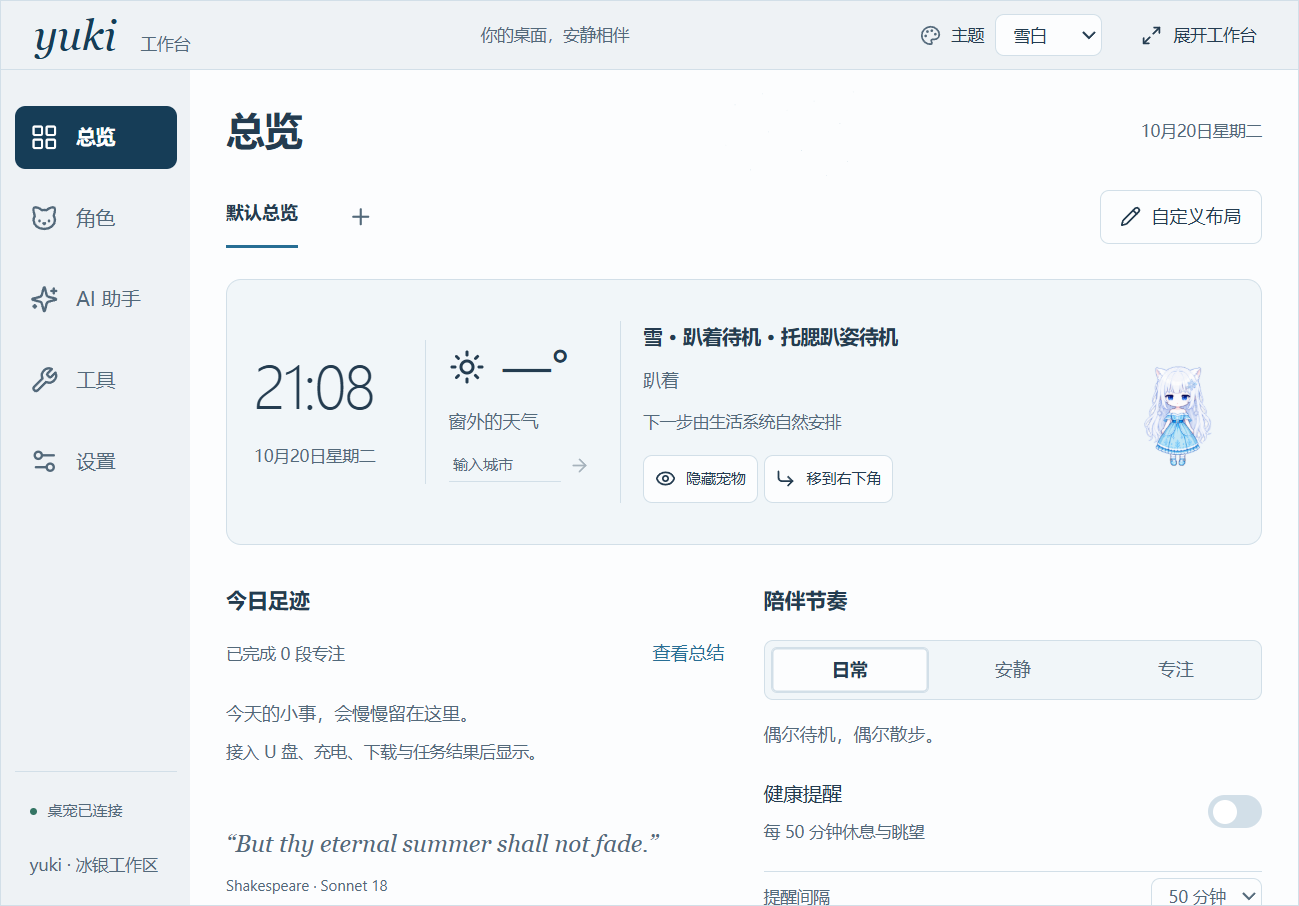 yuki 工作台
你的桌面，安静相伴
主题
雪白
展开工作台
总览
角色
AI 助手
工具
设置
桌宠已连接
yuki · 冰银工作区
总览
10月20日星期二
默认总览
自定义布局
21:08
10月20日星期二
—°
窗外的天气
输入城市
雪 • 趴着待机 • 托腮趴姿待机
趴着
下一步由生活系统自然安排
隐藏宠物
移到右下角
今日足迹
已完成 0 段专注
查看总结
今天的小事，会慢慢留在这里。
接入 U 盘、充电、下载与任务结果后显示。
“But thy eternal summer shall not fade.”
Shakespeare · Sonnet 18
陪伴节奏
日常
安静
专注
偶尔待机，偶尔散步。
健康提醒
每 50 分钟休息与眺望
提醒间隔
50 分钟